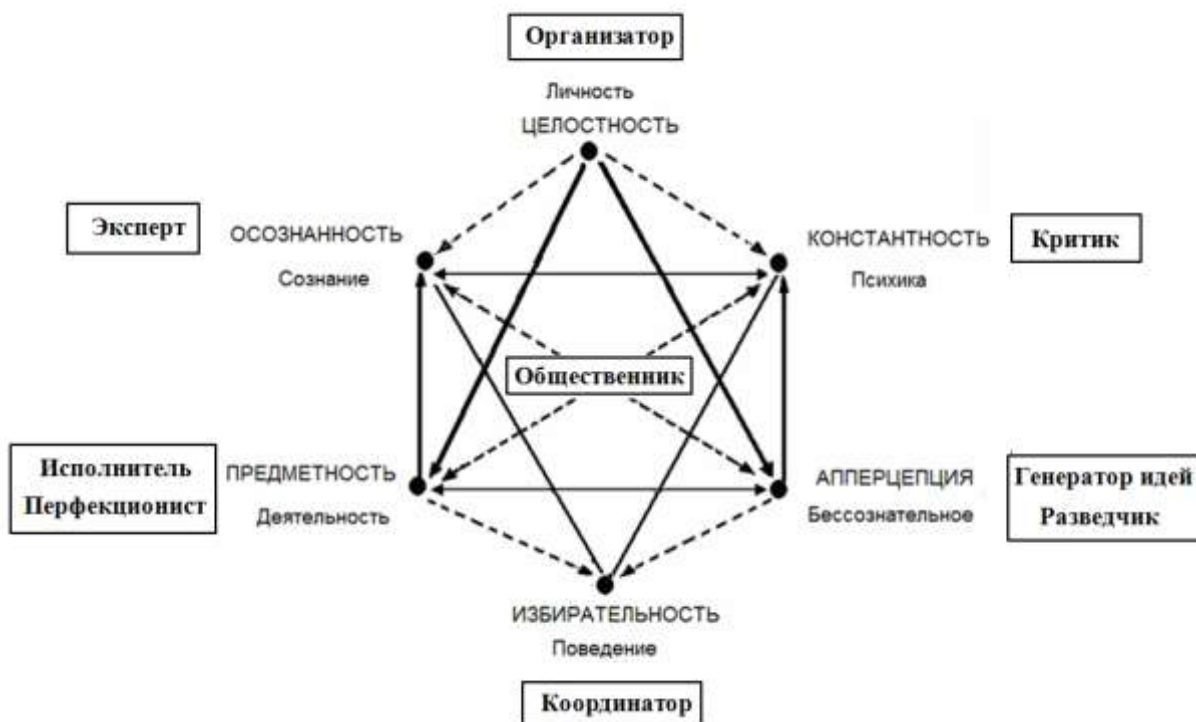 Организатор
Личность
ЦЕЛОСТНОСТЬ
Эксперт
ОСОЗНАННОСТЬ
Сознание
КОНСТАНТНОСТЬ
Психика
Критик
Общественник
Исполнитель
Перфекционист
ПРЕДМЕТНОСТЬ
Деятельность
АППЕРЦЕПЦИЯ
Бессознательное
Генератор идей
Разведчик
ИЗБИРАТЕЛЬНОСТЬ
Поведение
Координатор